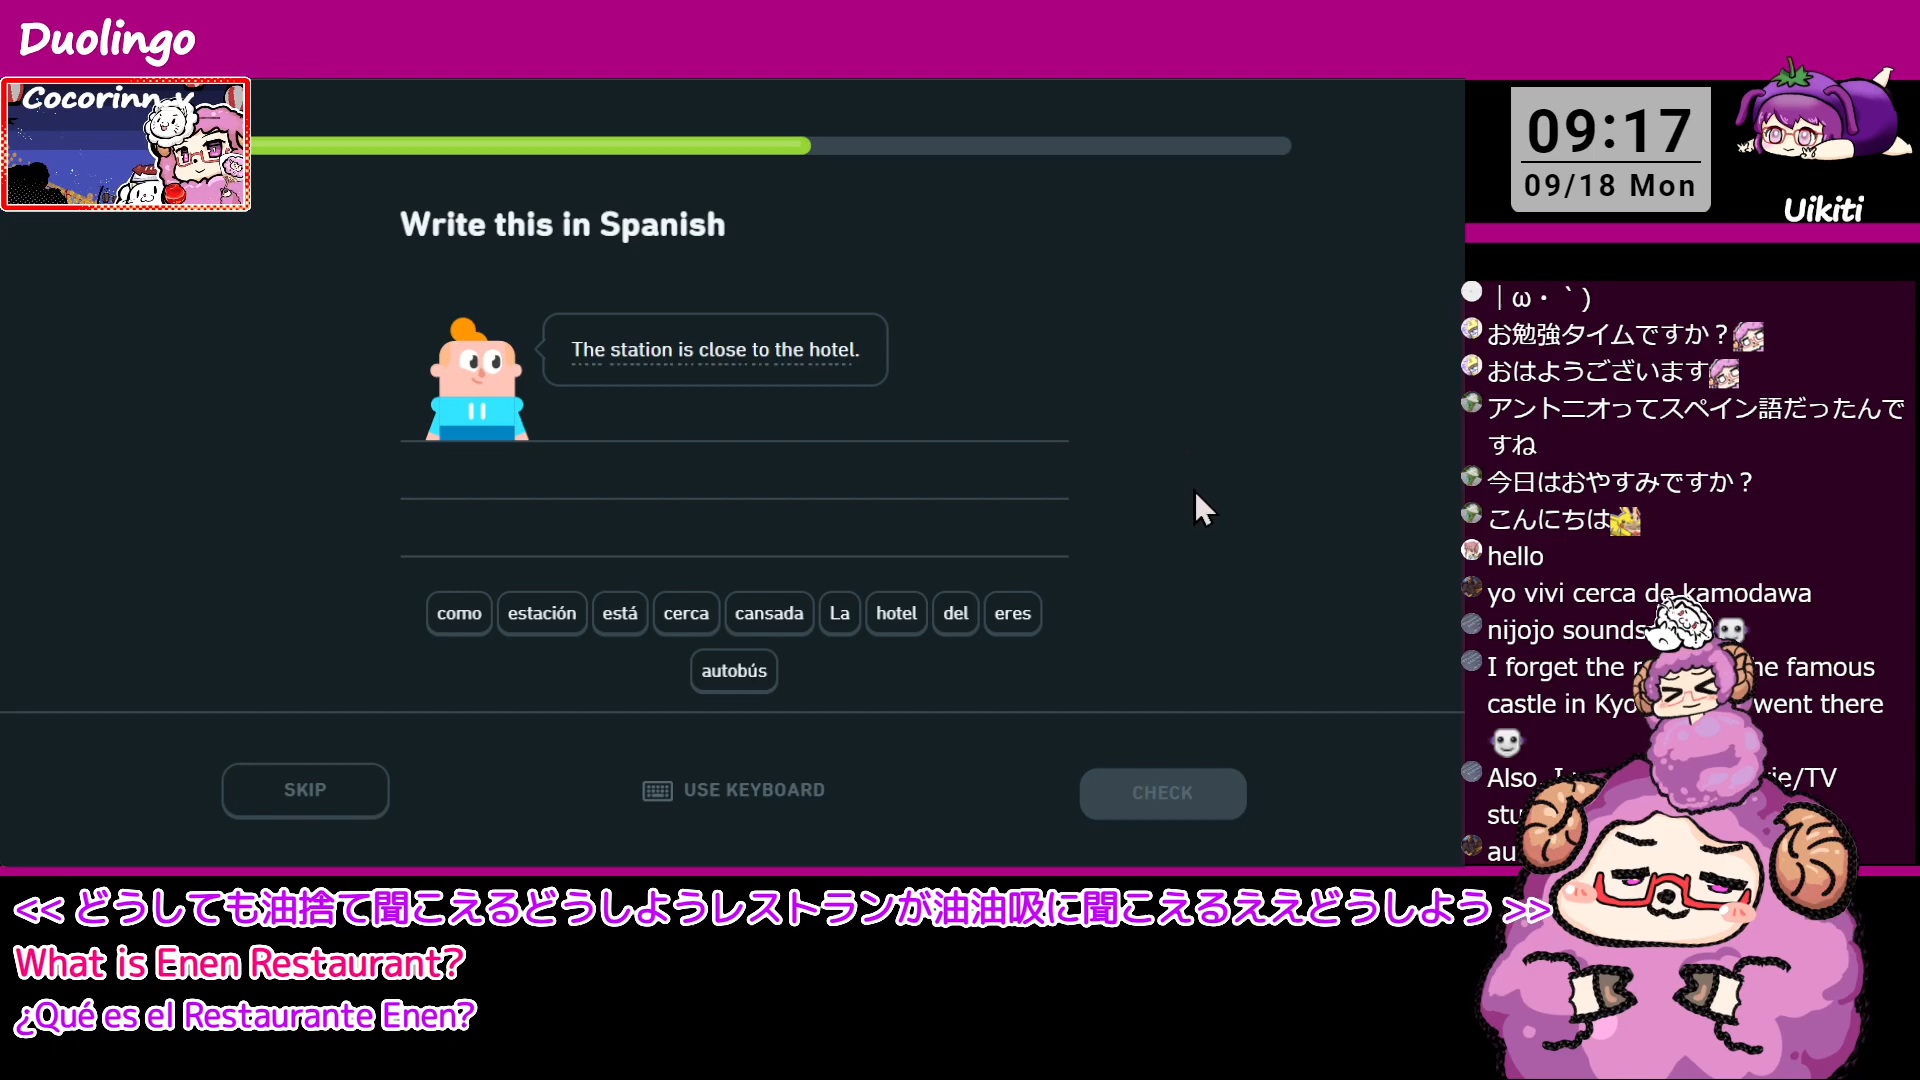 Duolingo
Cocorinn
09:17
09/18 Mon
Uikiti
Write this in Spanish
The station is close to the hotel.
como estación está cerca cansada La hotel del eres
autobús
SKIP
USE KEYBOARD
CHECK
|ω・`)
お勉強タイムですか？
おはようございます
アントニオってスペイン語だったんで
すね
今日はおやすみですか？
こんにちは
hello
yo vivi cerca de kamodawa
nijojo sounds
I forget the famous
castle in went there
Also
<< どうしても油捨て聞こえるどうしようレストランが油油吸に聞こえるええどうしよう >>
What is Enen Restaurant?
¿Qué es el Restaurante Enen?